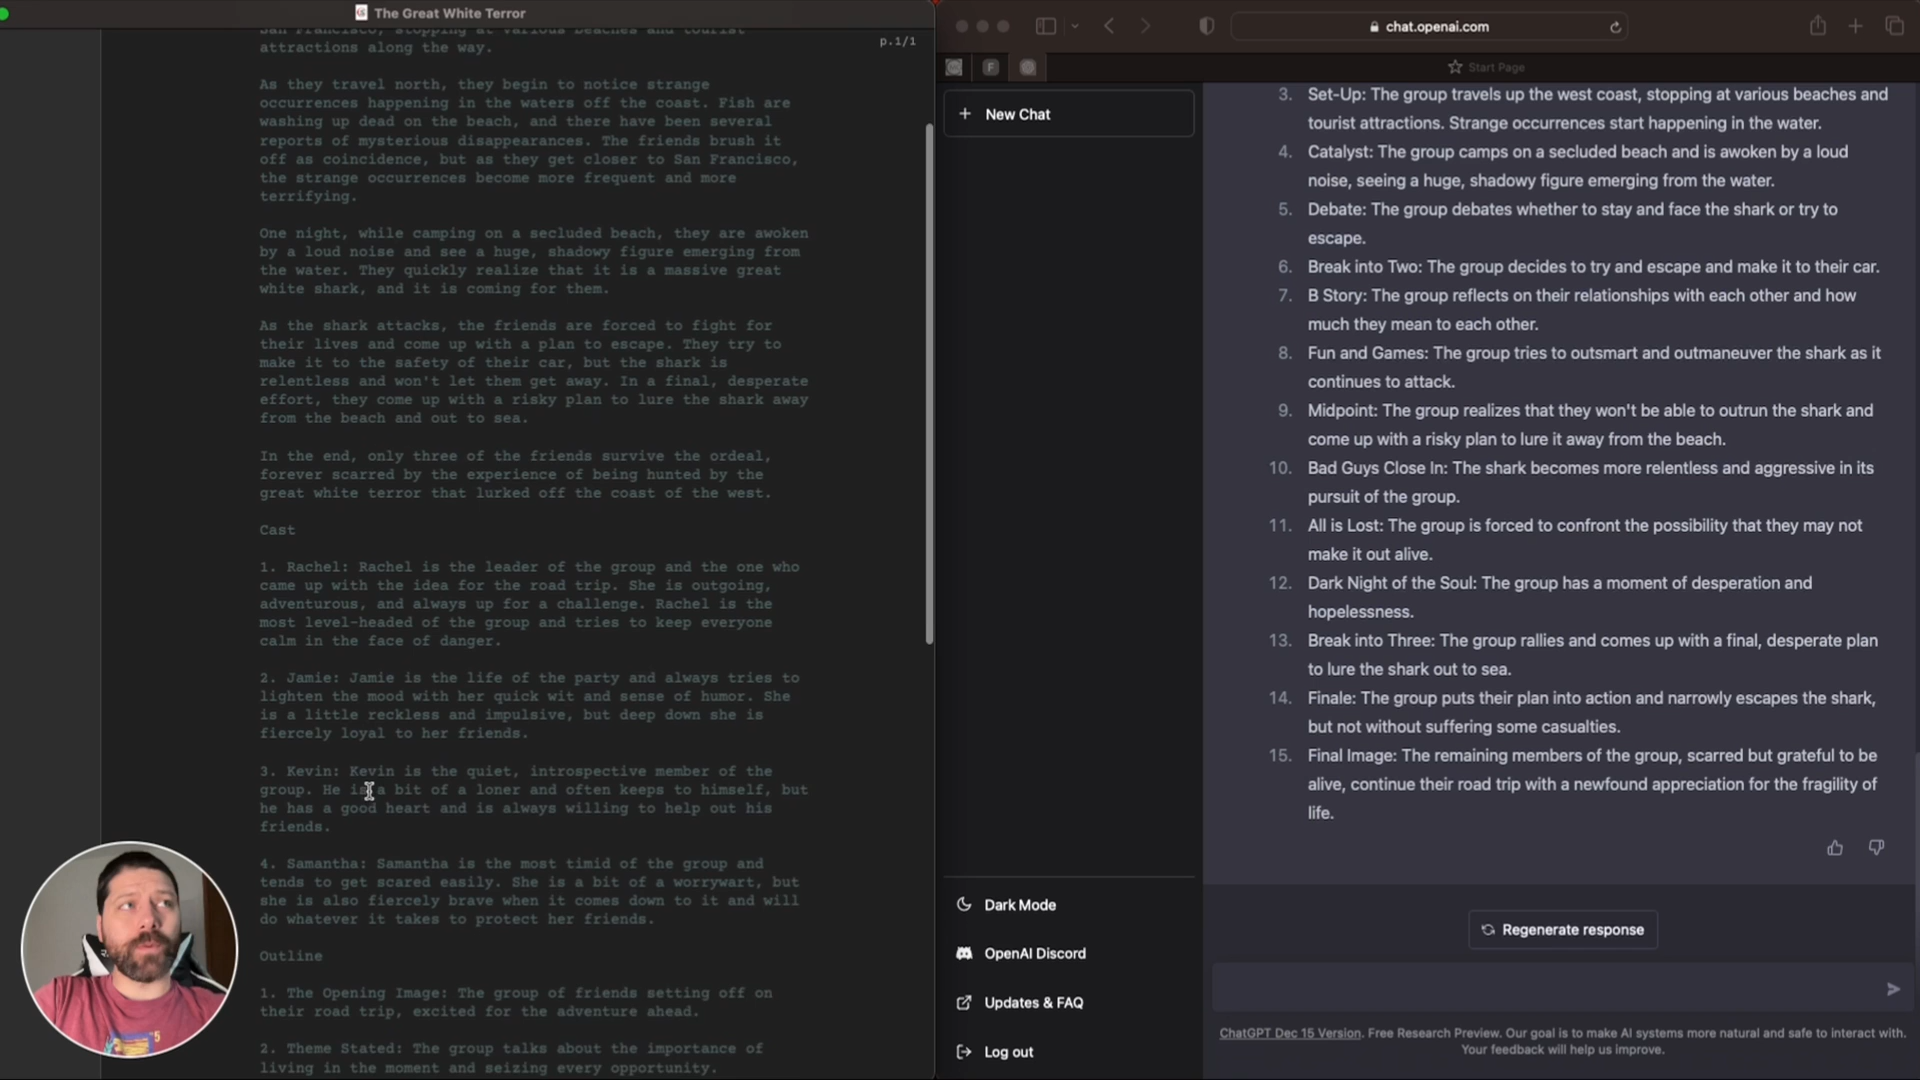 The Great White Terror
p.1/1
San Francisco, stopping at various beaches and tourist
attractions along the way.
As they travel north, they begin to notice strange
occurrences happening in the waters off the coast. Fish are
washing up dead on the beach, and there have been several
reports of mysterious disappearances. The friends brush it
off as coincidence, but as they get closer to San Francisco,
the strange occurrences become more frequent and more
terrifying.
One night, while camping on a secluded beach, they are awoken
by a loud noise and see a huge, shadowy figure emerging from
the water. They quickly realize that it is a massive great
white shark, and it is coming for them.
As the shark attacks, the friends are forced to fight for
their lives and come up with a plan to escape. They try to
make it to the safety of their car, but the shark is
relentless and won't let them get away. In a final, desperate
effort, they come up with a risky plan to lure the shark away
from the beach and out to sea.
In the end, only three of the friends survive the ordeal,
forever scarred by the experience of being hunted by the
great white terror that lurked off the coast of the west.
Cast
1. Rachel: Rachel is the leader of the group and the one who
came up with the idea for the road trip. She is outgoing,
adventurous, and always up for a challenge. Rachel is the
most level-headed of the group and tries to keep everyone
calm in the face of danger.
2. Jamie: Jamie is the life of the party and always tries to
lighten the mood with her quick wit and sense of humor. She
is a little reckless and impulsive, but deep down she is
fiercely loyal to her friends.
3. Kevin: Kevin is the quiet, introspective member of the
group. He is a bit of a loner and often keeps to himself, but
he has a good heart and is always willing to help out his
friends.
4. Samantha: Samantha is the most timid of the group and
tends to get scared easily. She is a bit of a worrywart, but
she is also fiercely brave when it comes down to it and will
do whatever it takes to protect her friends.
Outline
1. The Opening Image: The group of friends setting off on
their road trip, excited for the adventure ahead.
2. Theme Stated: The group talks about the importance of
living in the moment and seizing every opportunity.
chat.openai.com
F
Start Page
New Chat
Dark Mode
OpenAI Discord
Updates & FAQ
Log out
3. Set-Up: The group travels up the west coast, stopping at various beaches and
tourist attractions. Strange occurrences start happening in the water.
4. Catalyst: The group camps on a secluded beach and is awoken by a loud
noise, seeing a huge, shadowy figure emerging from the water.
5. Debate: The group debates whether to stay and face the shark or try to
escape.
6. Break into Two: The group decides to try and escape and make it to their car.
7. B Story: The group reflects on their relationships with each other and how
much they mean to each other.
8. Fun and Games: The group tries to outsmart and outmaneuver the shark as it
continues to attack.
9. Midpoint: The group realizes that they won't be able to outrun the shark and
come up with a risky plan to lure it away from the beach.
10. Bad Guys Close In: The shark becomes more relentless and aggressive in its
pursuit of the group.
11. All is Lost: The group is forced to confront the possibility that they may not
make it out alive.
12. Dark Night of the Soul: The group has a moment of desperation and
hopelessness.
13. Break into Three: The group rallies and comes up with a final, desperate plan
to lure the shark out to sea.
14. Finale: The group puts their plan into action and narrowly escapes the shark,
but not without suffering some casualties.
15. Final Image: The remaining members of the group, scarred but grateful to be
alive, continue their road trip with a newfound appreciation for the fragility of
life.
Regenerate response
ChatGPT Dec 15 Version. Free Research Preview. Our goal is to make AI systems more natural and safe to interact with.
Your feedback will help us improve.